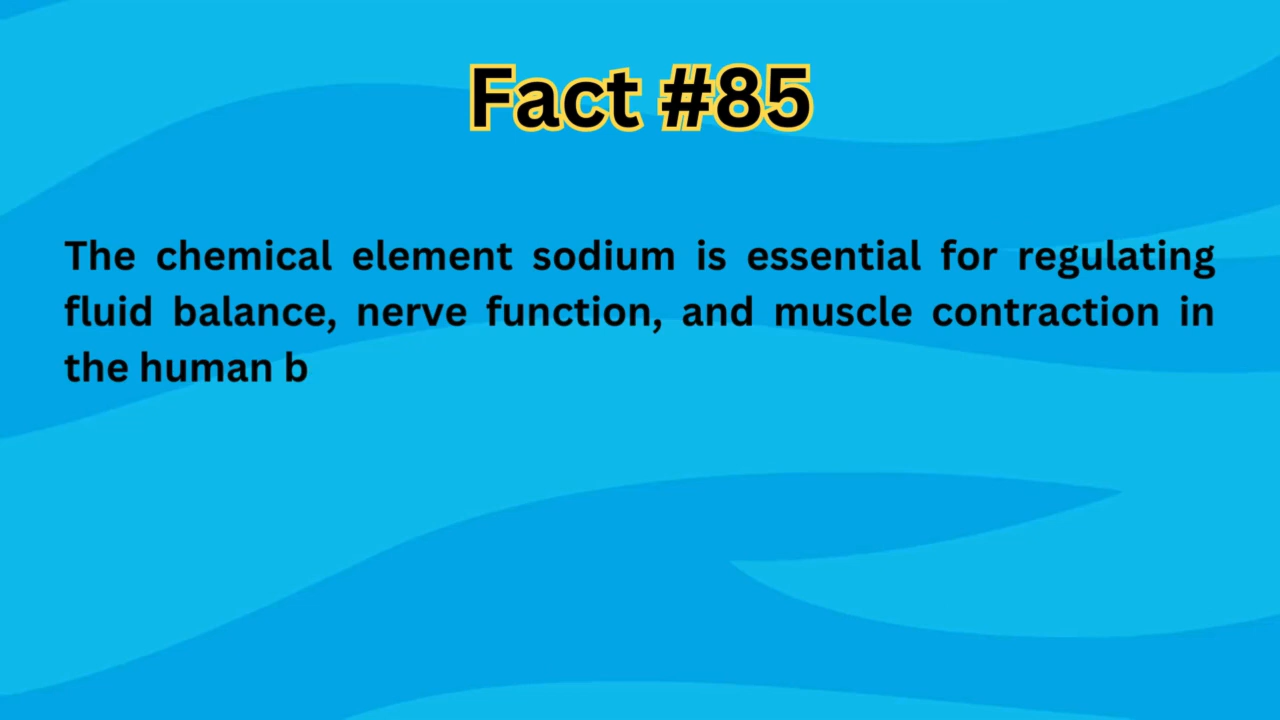 Fact #85
The chemical element sodium is essential for regulating
fluid balance, nerve function, and muscle contraction in
the human b